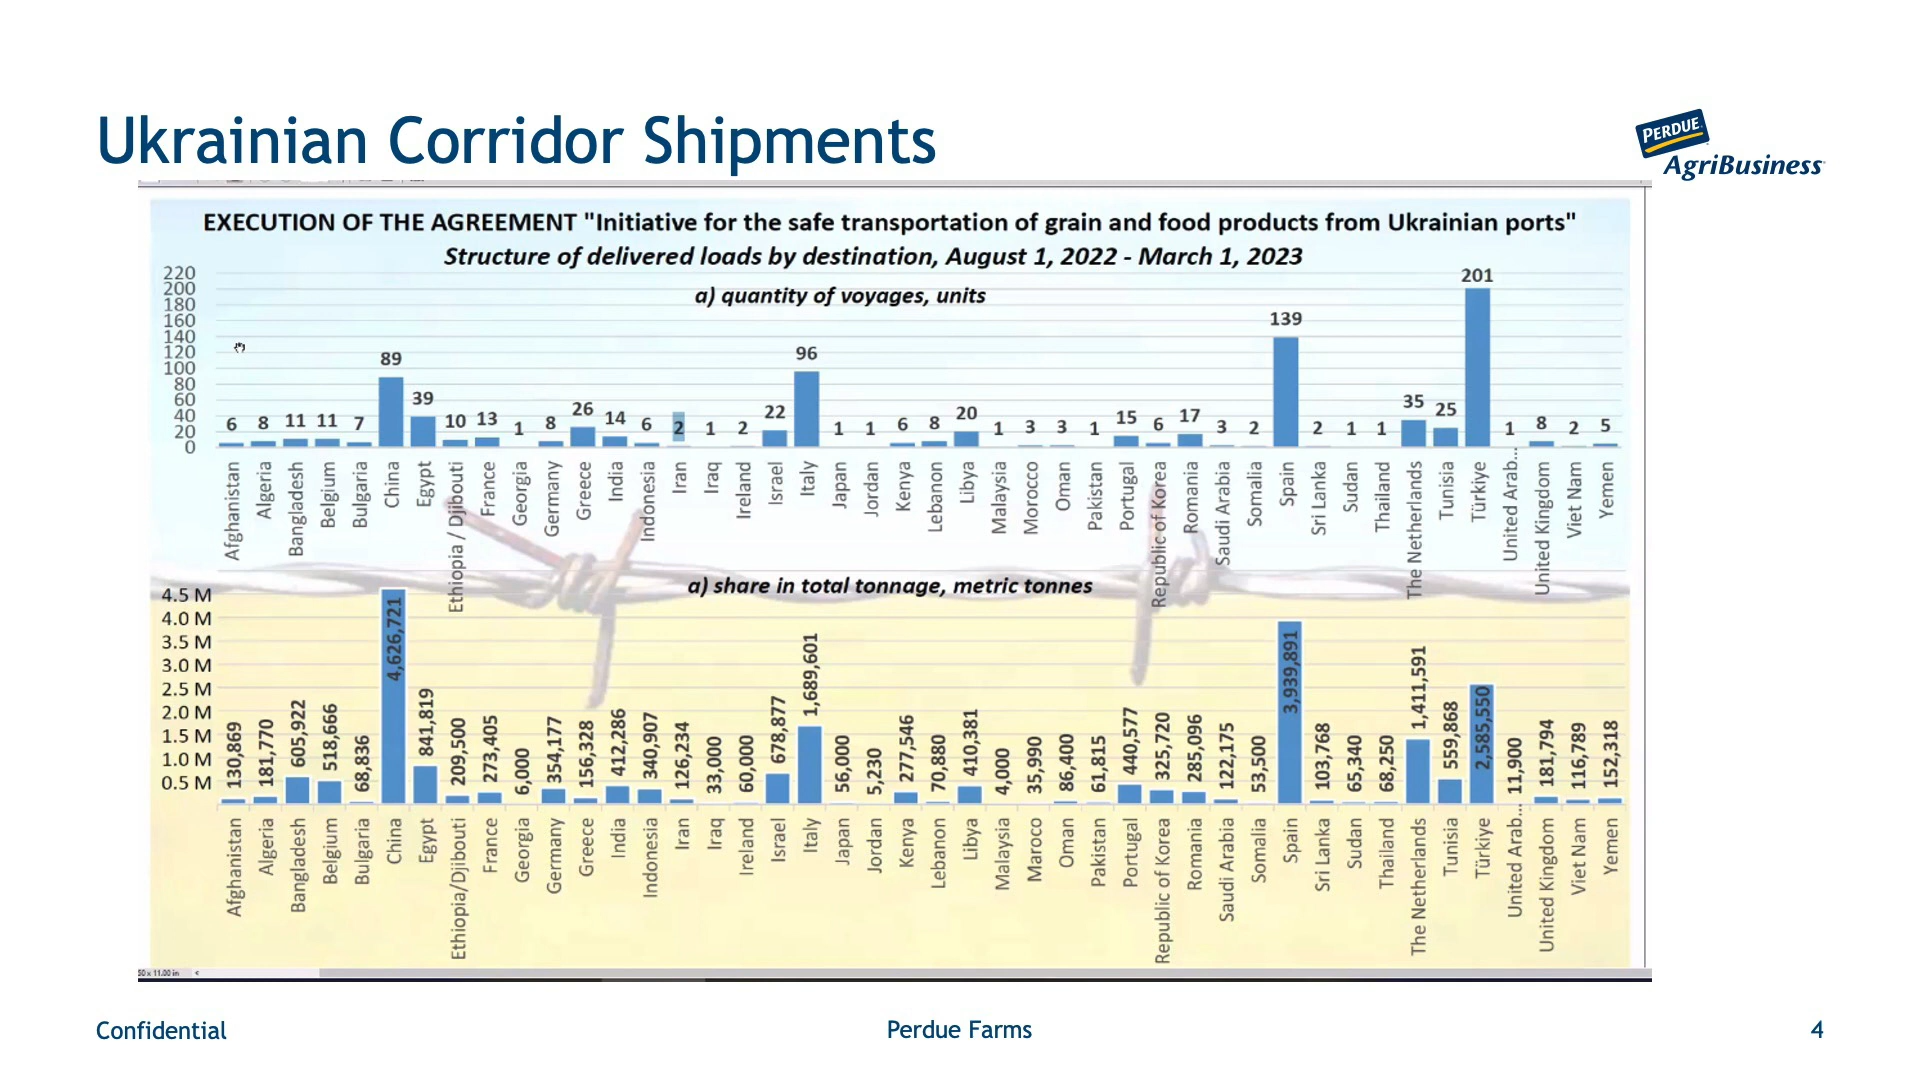 Ukrainian Corridor Shipments
PERDUE
AgriBusiness
EXECUTION OF THE AGREEMENT "Initiative for the safe transportation of grain and food products from Ukrainian ports"
Structure of delivered loads by destination, August 1, 2022 - March 1, 2023
a) quantity of voyages, units
220
200
180
160
140
120
100
80
60
40
20
0
6 8 11 11 7 89 39 10 13 1 8 26 14 6 2 1 2 22 96 1 1 6 8 20 1 3 3 1 15 6 17 3 2 139 2 1 1 35 25 201 1 8 2 5
Afghanistan
Algeria
Bangladesh
Belgium
Bulgaria
China
Egypt
Ethiopia / Djibouti
France
Georgia
Germany
Greece
India
Indonesia
Iran
Iraq
Ireland
Israel
Italy
Japan
Jordan
Kenya
Lebanon
Libya
Malaysia
Morocco
Oman
Pakistan
Portugal
Republic of Korea
Romania
Saudi Arabia
Somalia
Spain
Sri Lanka
Sudan
Thailand
The Netherlands
Tunisia
Türkiye
United Arab...
United Kingdom
Viet Nam
Yemen
a) share in total tonnage, metric tonnes
4.5 M
4.0 M
3.5 M
3.0 M
2.5 M
2.0 M
1.5 M
1.0 M
0.5 M
130,869
181,770
605,922
518,666
68,836
4,626,721
841,819
209,500
273,405
6,000
354,177
156,328
412,286
340,907
126,234
33,000
60,000
678,877
1,689,601
56,000
5,230
277,546
70,880
410,381
4,000
35,990
86,400
61,815
440,577
325,720
285,096
122,175
53,500
3,939,891
103,768
65,340
68,250
1,411,591
559,868
2,585,550
11,900
181,794
116,789
152,318
Afghanistan
Algeria
Bangladesh
Belgium
Bulgaria
China
Egypt
Ethiopia/Djibouti
France
Georgia
Germany
Greece
India
Indonesia
Iran
Iraq
Ireland
Israel
Italy
Japan
Jordan
Kenya
Lebanon
Libya
Malaysia
Maroco
Oman
Pakistan
Portugal
Republic of Korea
Romania
Saudi Arabia
Somalia
Spain
Sri Lanka
Sudan
Thailand
The Netherlands
Tunisia
Türkiye
United Arab...
United Kingdom
Viet Nam
Yemen
50 x 11.00 in
Confidential
Perdue Farms
4